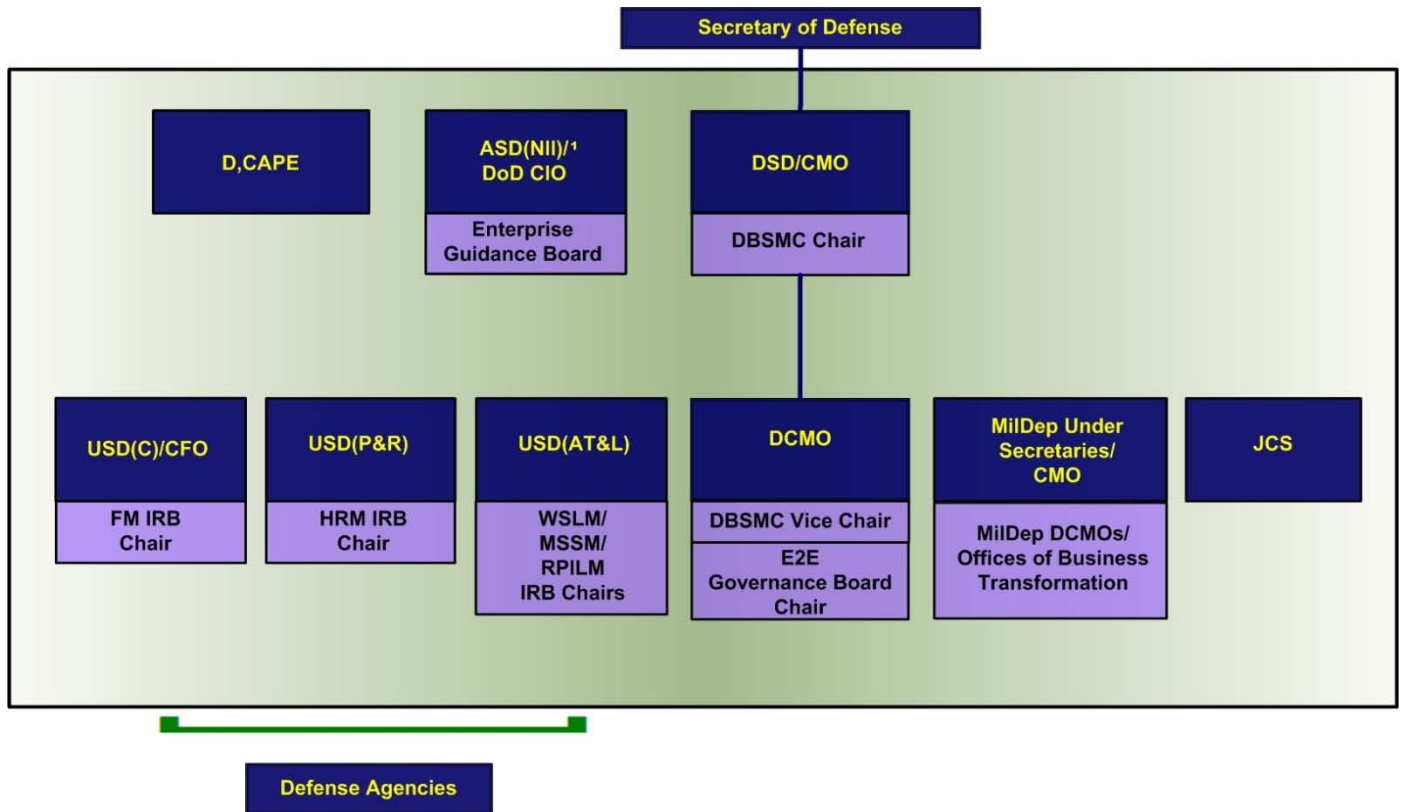 Secretary of Defense
D,CAPE
ASD(NII)/¹
DoD CIO
Enterprise
Guidance Board
DSD/CMO
DBSMC Chair
USD(C)/CFO
FM IRB
Chair
USD(P&R)
HRM IRB
Chair
USD(AT&L)
WSLM/
MSSM/
RPILM
IRB Chairs
DCMO
DBSMC Vice Chair
E2E
Governance Board
Chair
MilDep Under
Secretaries/
CMO
MilDep DCMOs/
Offices of Business
Transformation
JCS
Defense Agencies